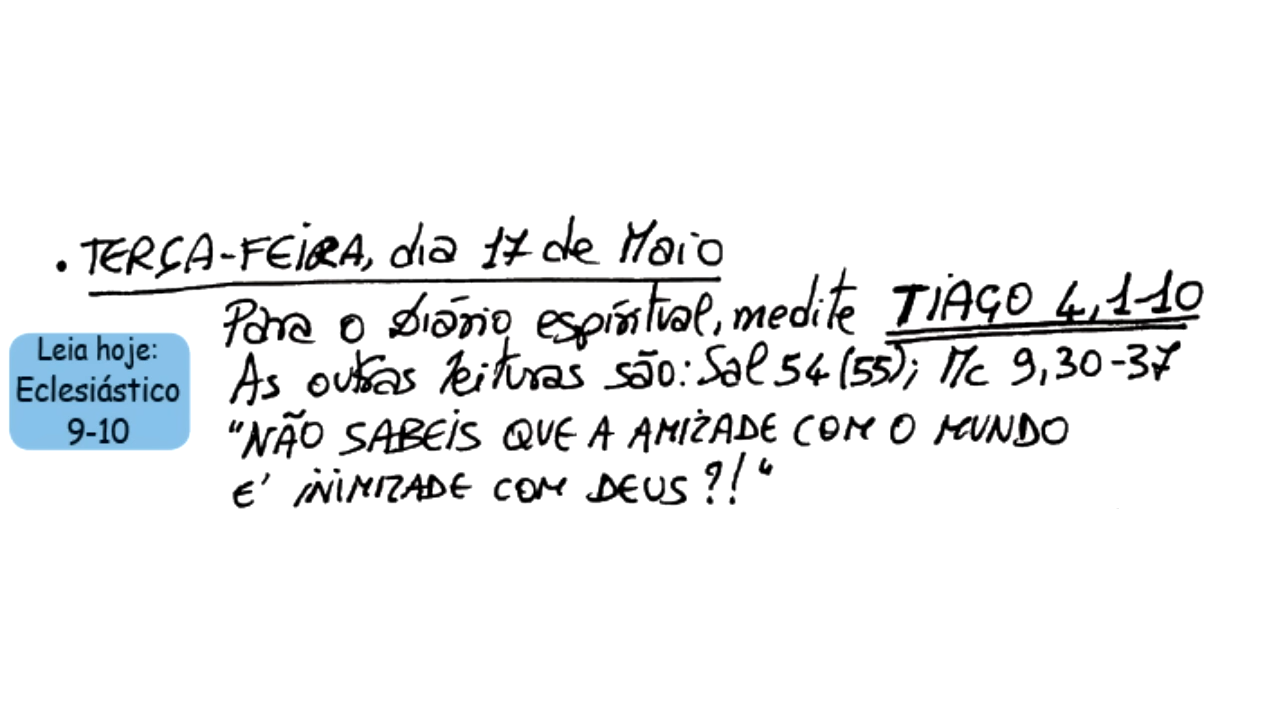 . TERÇA-FEIRA, dia 17 de Maio
Para o Diário espiritual, medite TIAGO 4,1-10
As outras leituras são: Sal 54 (55); Mc 9,30-37
"NÃO SABEIS QUE A AMIZADE COM O MUNDO
E' INIMIZADE COM DEUS?!"
Leia hoje:
Eclesiástico
9-10